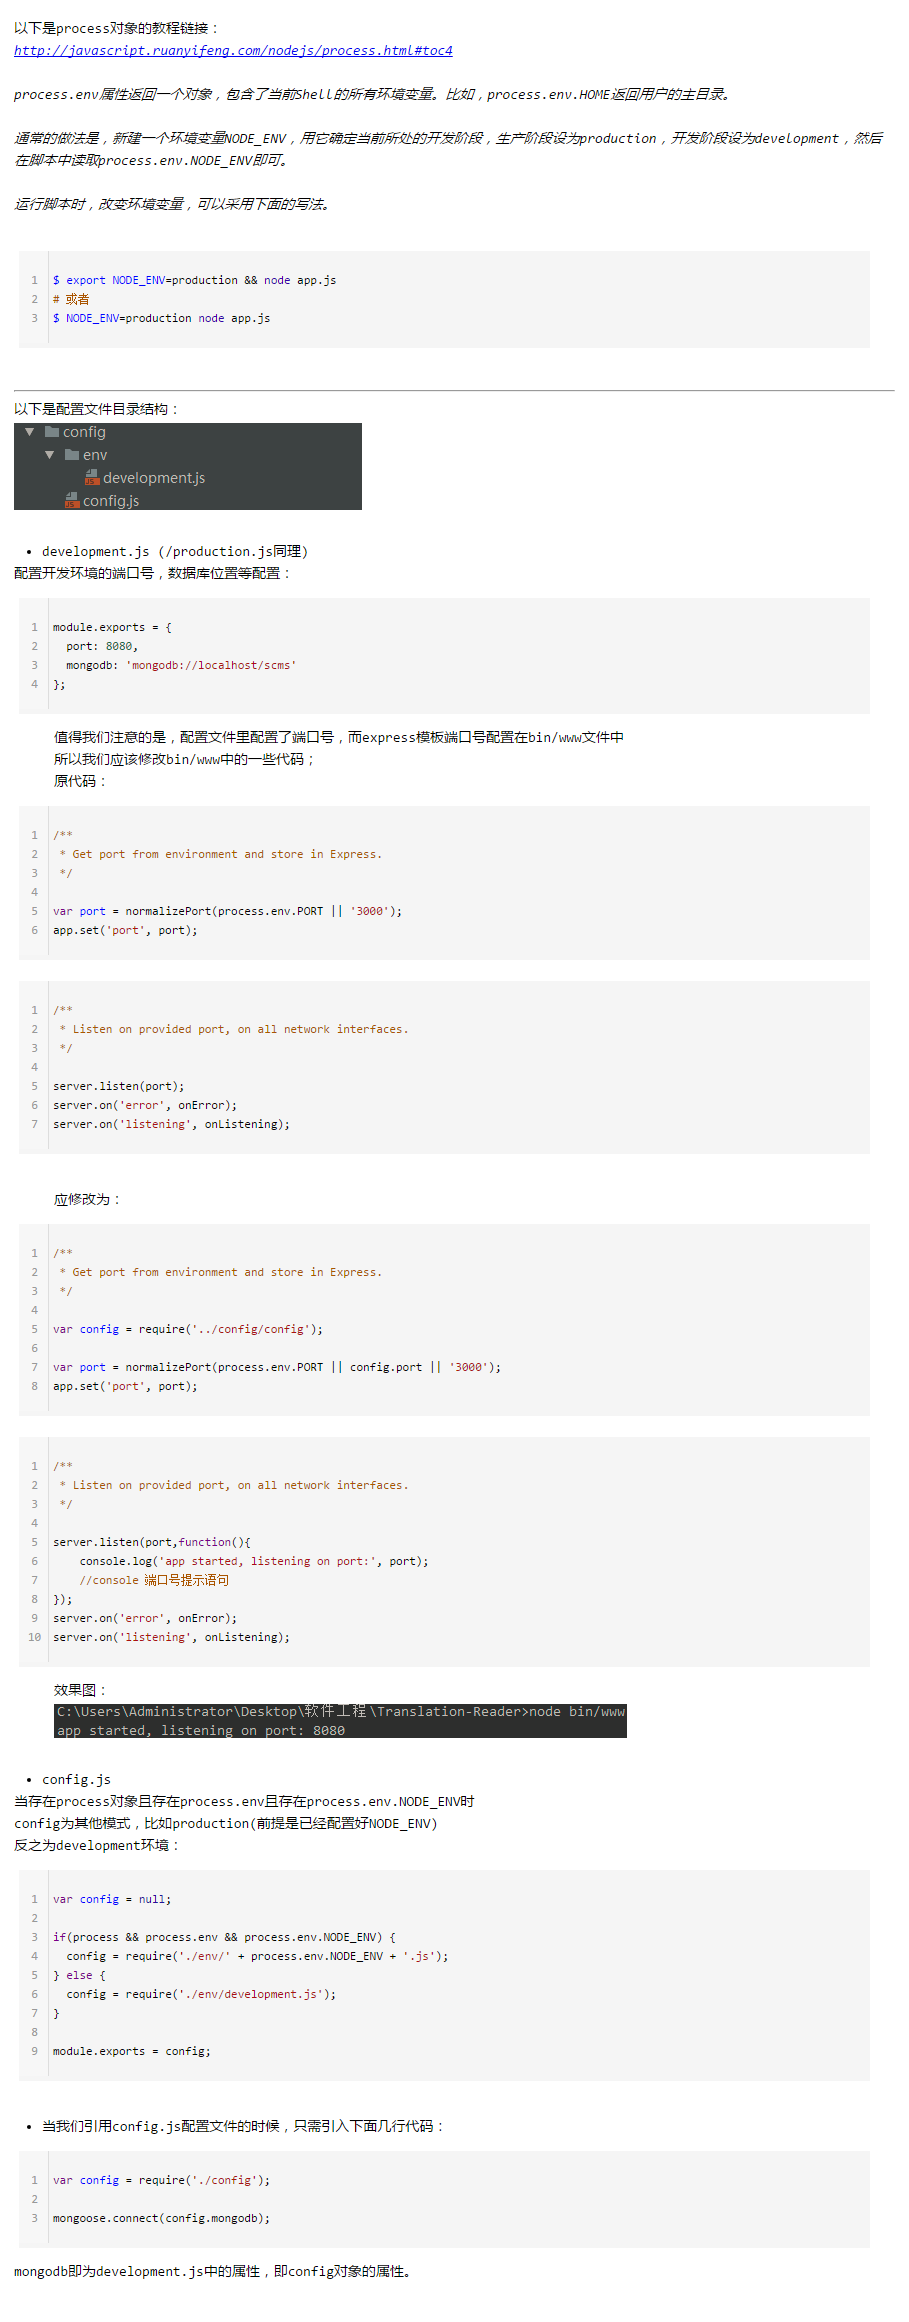 以下是process对象的教程链接：
http://javascript.ruanyifeng.com/nodejs/process.html#toc4
process.env属性返回一个对象，包含了当前Shell的所有环境变量。比如，process.env.HOME返回用户的主目录。
通常的做法是，新建一个环境变量NODE_ENV，用它确定当前所处的开发阶段，生产阶段设为production，开发阶段设为development，然后
在脚本中读取process.env.NODE_ENV即可。
运行脚本时，改变环境变量，可以采用下面的写法。
1 $ export NODE_ENV=production && node app.js
2 # 或者
3 $ NODE_ENV=production node app.js
以下是配置文件目录结构：
config
env
development.js
config.js
• development.js (/production.js同理)
配置开发环境的端口号，数据库位置等配置：
1 module.exports = {
2   port: 8080,
3   mongodb: 'mongodb://localhost/scms'
4 };
值得我们注意的是，配置文件里配置了端口号，而express模板端口号配置在bin/www文件中
所以我们应该修改bin/www中的一些代码；
原代码：
1 /**
2  * Get port from environment and store in Express.
3  */
4
5 var port = normalizePort(process.env.PORT || '3000');
6 app.set('port', port);
1 /**
2  * Listen on provided port, on all network interfaces.
3  */
4
5 server.listen(port);
6 server.on('error', onError);
7 server.on('listening', onListening);
应修改为：
1 /**
2  * Get port from environment and store in Express.
3  */
4
5 var config = require('../config/config');
6
7 var port = normalizePort(process.env.PORT || config.port || '3000');
8 app.set('port', port);
1 /**
2  * Listen on provided port, on all network interfaces.
3  */
4
5 server.listen(port,function(){
6     console.log('app started, listening on port:', port);
7     //console 端口号提示语句
8 });
9 server.on('error', onError);
10 server.on('listening', onListening);
效果图：
C:\Users\Administrator\Desktop\软件工程\Translation-Reader>node bin/www
app started, listening on port: 8080
• config.js
当存在process对象且存在process.env且存在process.env.NODE_ENV时
config为其他模式，比如production(前提是已经配置好NODE_ENV)
反之为development环境：
1 var config = null;
2
3 if(process && process.env && process.env.NODE_ENV) {
4   config = require('./env/' + process.env.NODE_ENV + '.js');
5 } else {
6   config = require('./env/development.js');
7 }
8
9 module.exports = config;
• 当我们引用config.js配置文件的时候，只需引入下面几行代码：
1 var config = require('./config');
2
3 mongoose.connect(config.mongodb);
mongodb即为development.js中的属性，即config对象的属性。